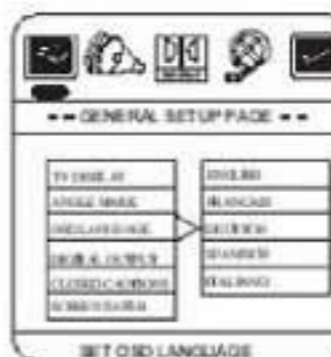 -- GENERAL SETUP PAGE --
TV DISPLAY
ANGLE MARK
OSD LANGUAGE
DIGITAL OUTPUT
CLOSED CAPTIONS
SCREEN SAVER
ENGLISH
FRANCAIS
DEUTSCH
SPANISH
ITALIANO
SET OSD LANGUAGE